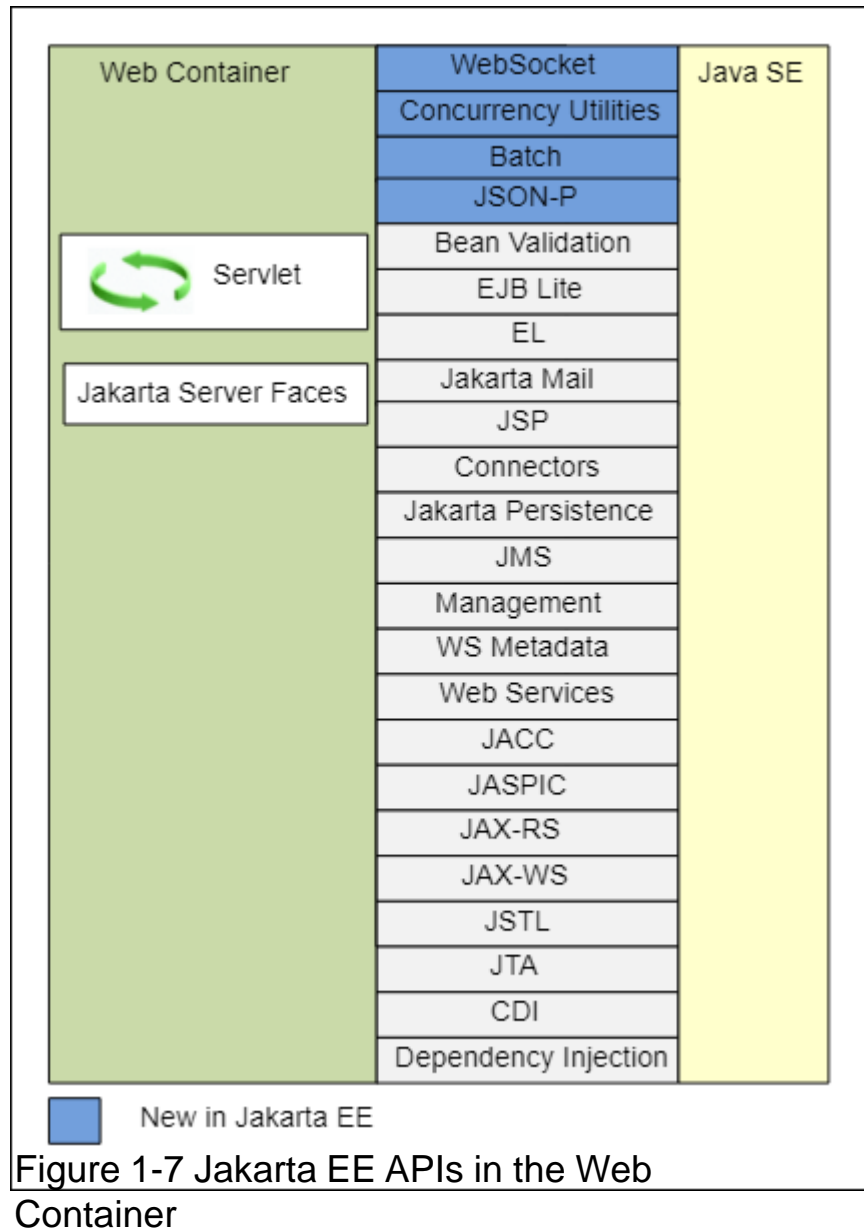 Web Container
Servlet
Jakarta Server Faces
WebSocket
Concurrency Utilities
Batch
JSON-P
Bean Validation
EJB Lite
EL
Jakarta Mail
JSP
Connectors
Jakarta Persistence
JMS
Management
WS Metadata
Web Services
JACC
JASPIC
JAX-RS
JAX-WS
JSTL
JTA
CDI
Dependency Injection
Java SE
New in Jakarta EE
Figure 1-7 Jakarta EE APIs in the Web
Container